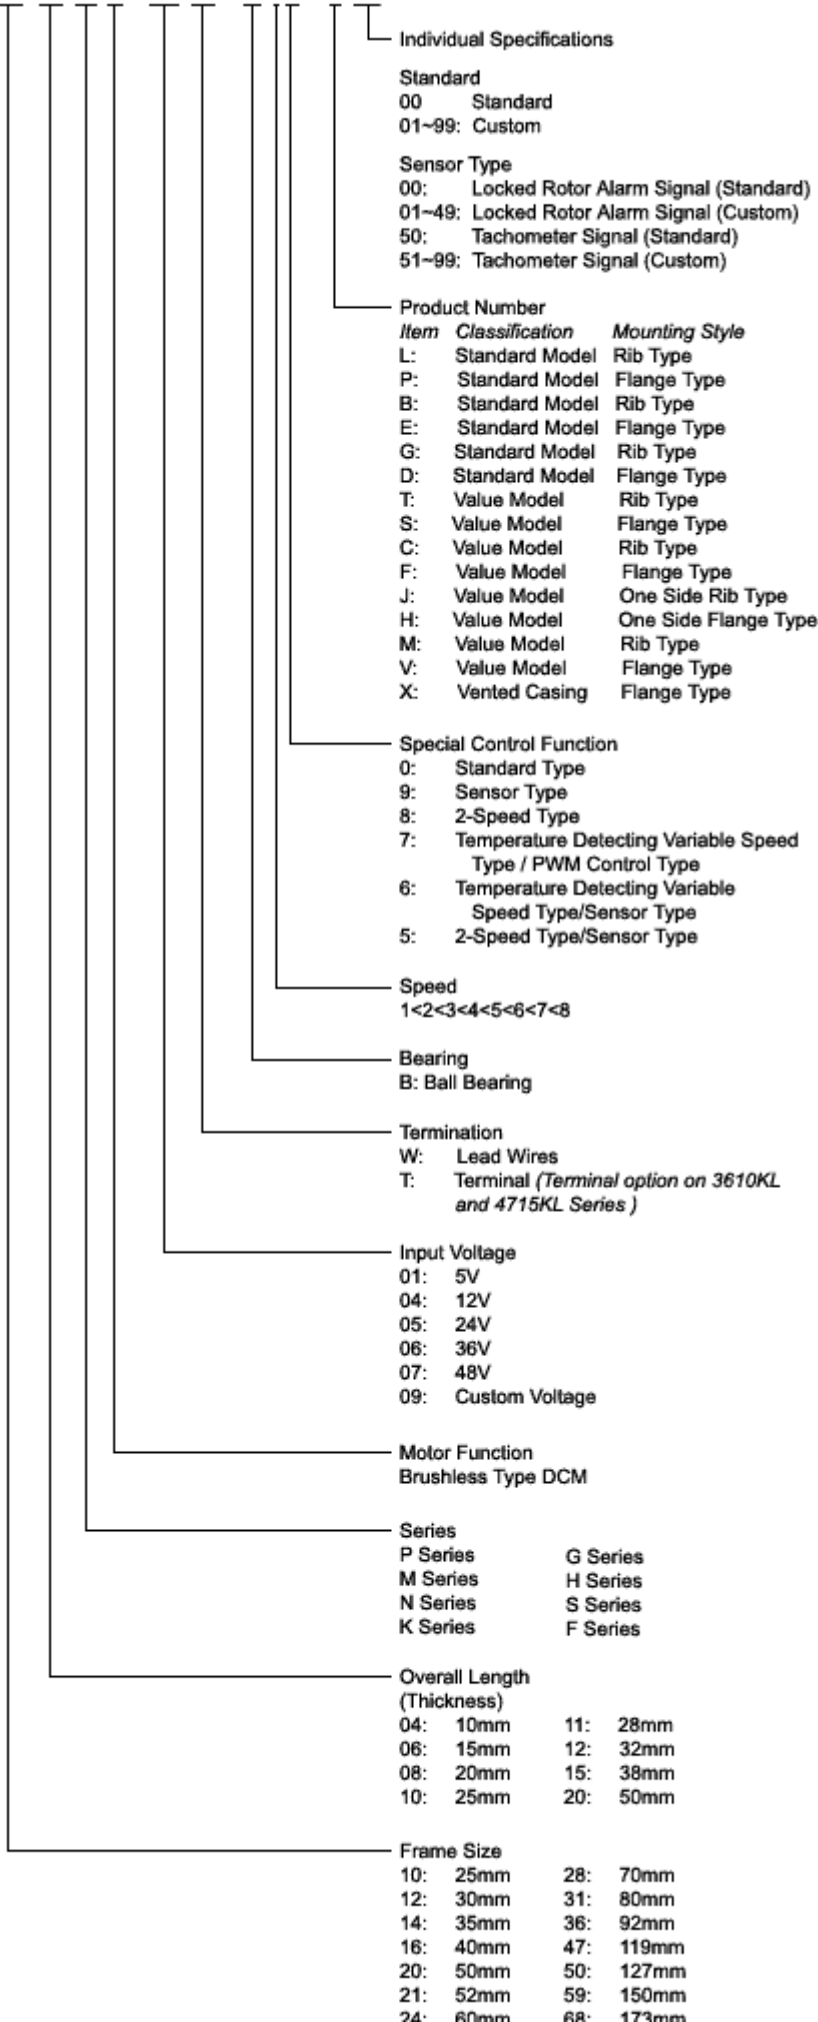 Individual Specifications
Standard
00 Standard
01~99: Custom
Sensor Type
00: Locked Rotor Alarm Signal (Standard)
01~49: Locked Rotor Alarm Signal (Custom)
50: Tachometer Signal (Standard)
51~99: Tachometer Signal (Custom)
Product Number
Item Classification Mounting Style
L: Standard Model Rib Type
P: Standard Model Flange Type
B: Standard Model Rib Type
E: Standard Model Flange Type
G: Standard Model Rib Type
D: Standard Model Flange Type
T: Value Model Rib Type
S: Value Model Flange Type
C: Value Model Rib Type
F: Value Model Flange Type
J: Value Model One Side Rib Type
H: Value Model One Side Flange Type
M: Value Model Rib Type
V: Value Model Flange Type
X: Vented Casing Flange Type
Special Control Function
0: Standard Type
9: Sensor Type
8: 2-Speed Type
7: Temperature Detecting Variable Speed
Type / PWM Control Type
6: Temperature Detecting Variable
Speed Type/Sensor Type
5: 2-Speed Type/Sensor Type
Speed
1<2<3<4<5<6<7<8
Bearing
B: Ball Bearing
Termination
W: Lead Wires
T: Terminal (Terminal option on 3610KL
and 4715KL Series )
Input Voltage
01: 5V
04: 12V
05: 24V
06: 36V
07: 48V
09: Custom Voltage
Motor Function
Brushless Type DCM
Series
P Series G Series
M Series H Series
N Series S Series
K Series F Series
Overall Length
(Thickness)
04: 10mm 11: 28mm
06: 15mm 12: 32mm
08: 20mm 15: 38mm
10: 25mm 20: 50mm
Frame Size
10: 25mm 28: 70mm
12: 30mm 31: 80mm
14: 35mm 36: 92mm
16: 40mm 47: 119mm
20: 50mm 50: 127mm
21: 52mm 59: 150mm
24: 60mm 68: 173mm